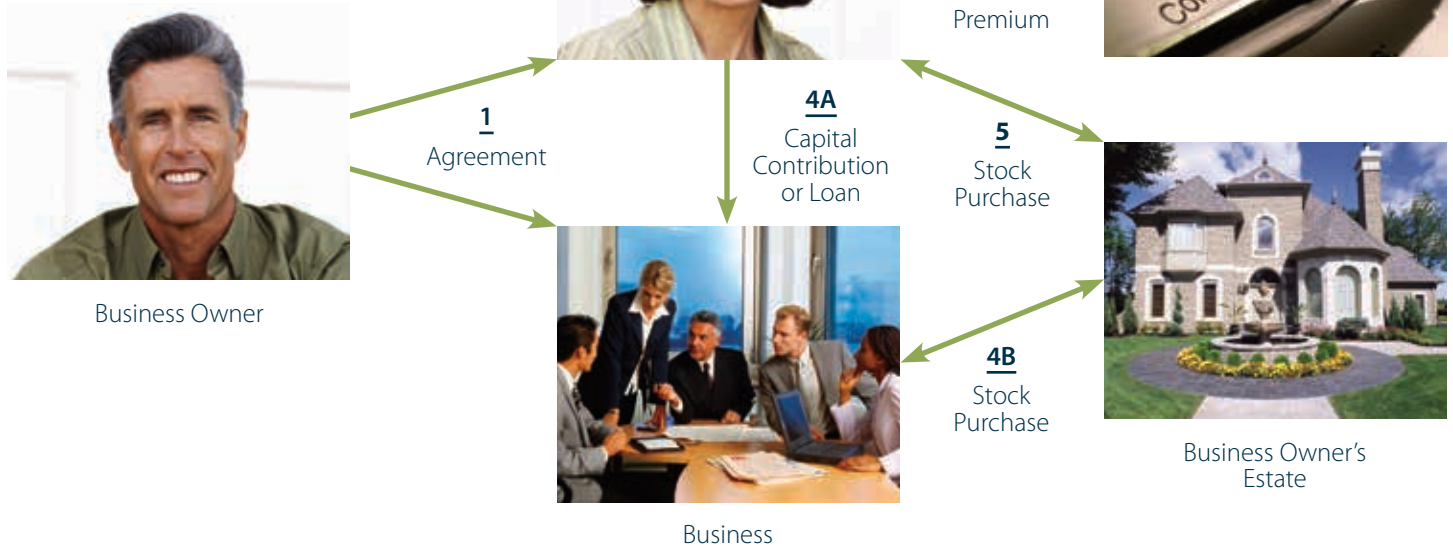 Premium
1
Agreement
4A
Capital
Contribution
or Loan
5
Stock
Purchase
Business Owner
4B
Stock
Purchase
Business Owner's
Estate
Business